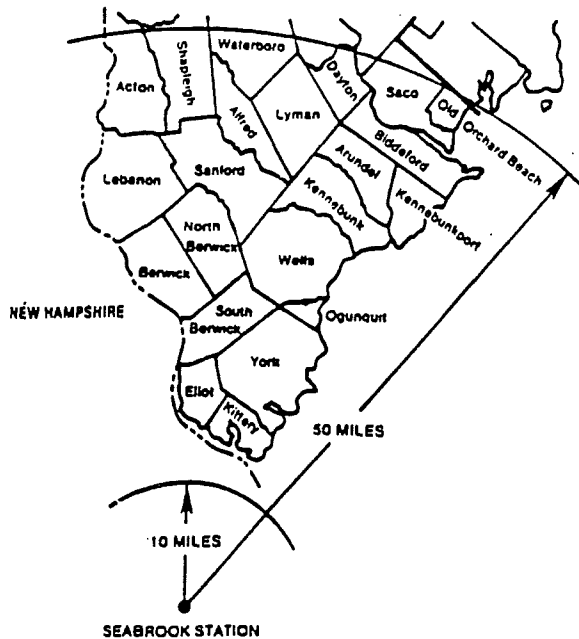 Waterboro
Shapleigh
Acton
Dayton
Saco
Old
Orchard Beach
Lyman
Alfred
Biddeford
Arundel
Sanford
Lebanon
Kennebunk
Kennebunkport
North
Berwick
Wells
Berwick
NEW HAMPSHIRE
South
Berwick
Ogunquit
York
Eliot
Kittery
50 MILES
10 MILES
SEABROOK STATION